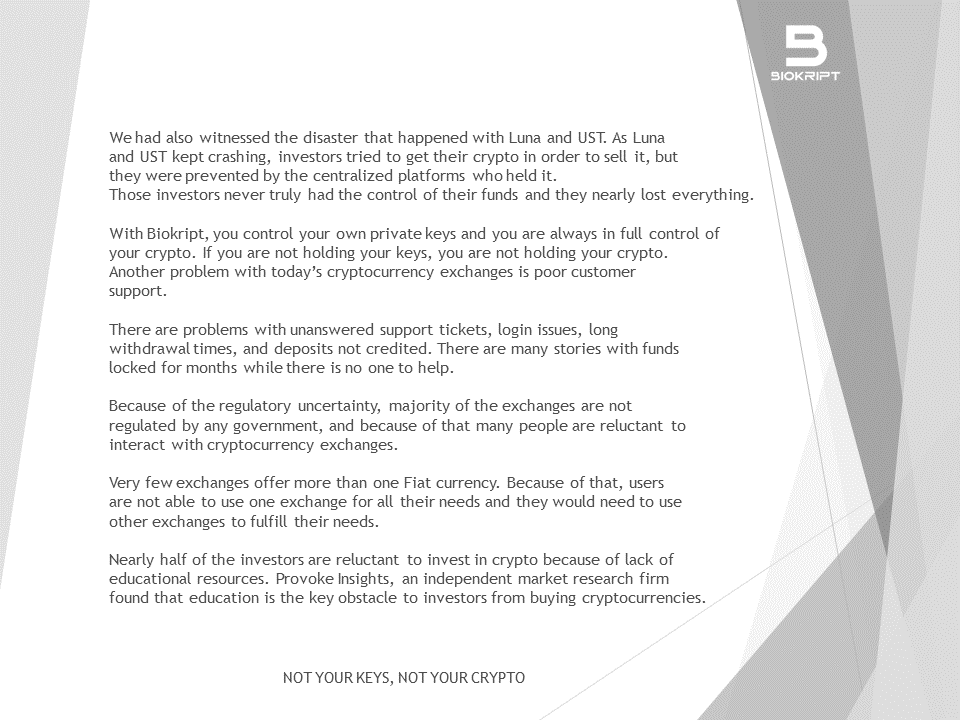 BIOKRIPT
We had also witnessed the disaster that happened with Luna and UST. As Luna
and UST kept crashing, investors tried to get their crypto in order to sell it, but
they were prevented by the centralized platforms who held it.
Those investors never truly had the control of their funds and they nearly lost everything.
With Biokript, you control your own private keys and you are always in full control of
your crypto. If you are not holding your keys, you are not holding your crypto.
Another problem with today's cryptocurrency exchanges is poor customer
support.
There are problems with unanswered support tickets, login issues, long
withdrawal times, and deposits not credited. There are many stories with funds
locked for months while there is no one to help.
Because of the regulatory uncertainty, majority of the exchanges are not
regulated by any government, and because of that many people are reluctant to
interact with cryptocurrency exchanges.
Very few exchanges offer more than one Fiat currency. Because of that, users
are not able to use one exchange for all their needs and they would need to use
other exchanges to fulfill their needs.
Nearly half of the investors are reluctant to invest in crypto because of lack of
educational resources. Provoke Insights, an independent market research firm
found that education is the key obstacle to investors from buying cryptocurrencies.
NOT YOUR KEYS, NOT YOUR CRYPTO